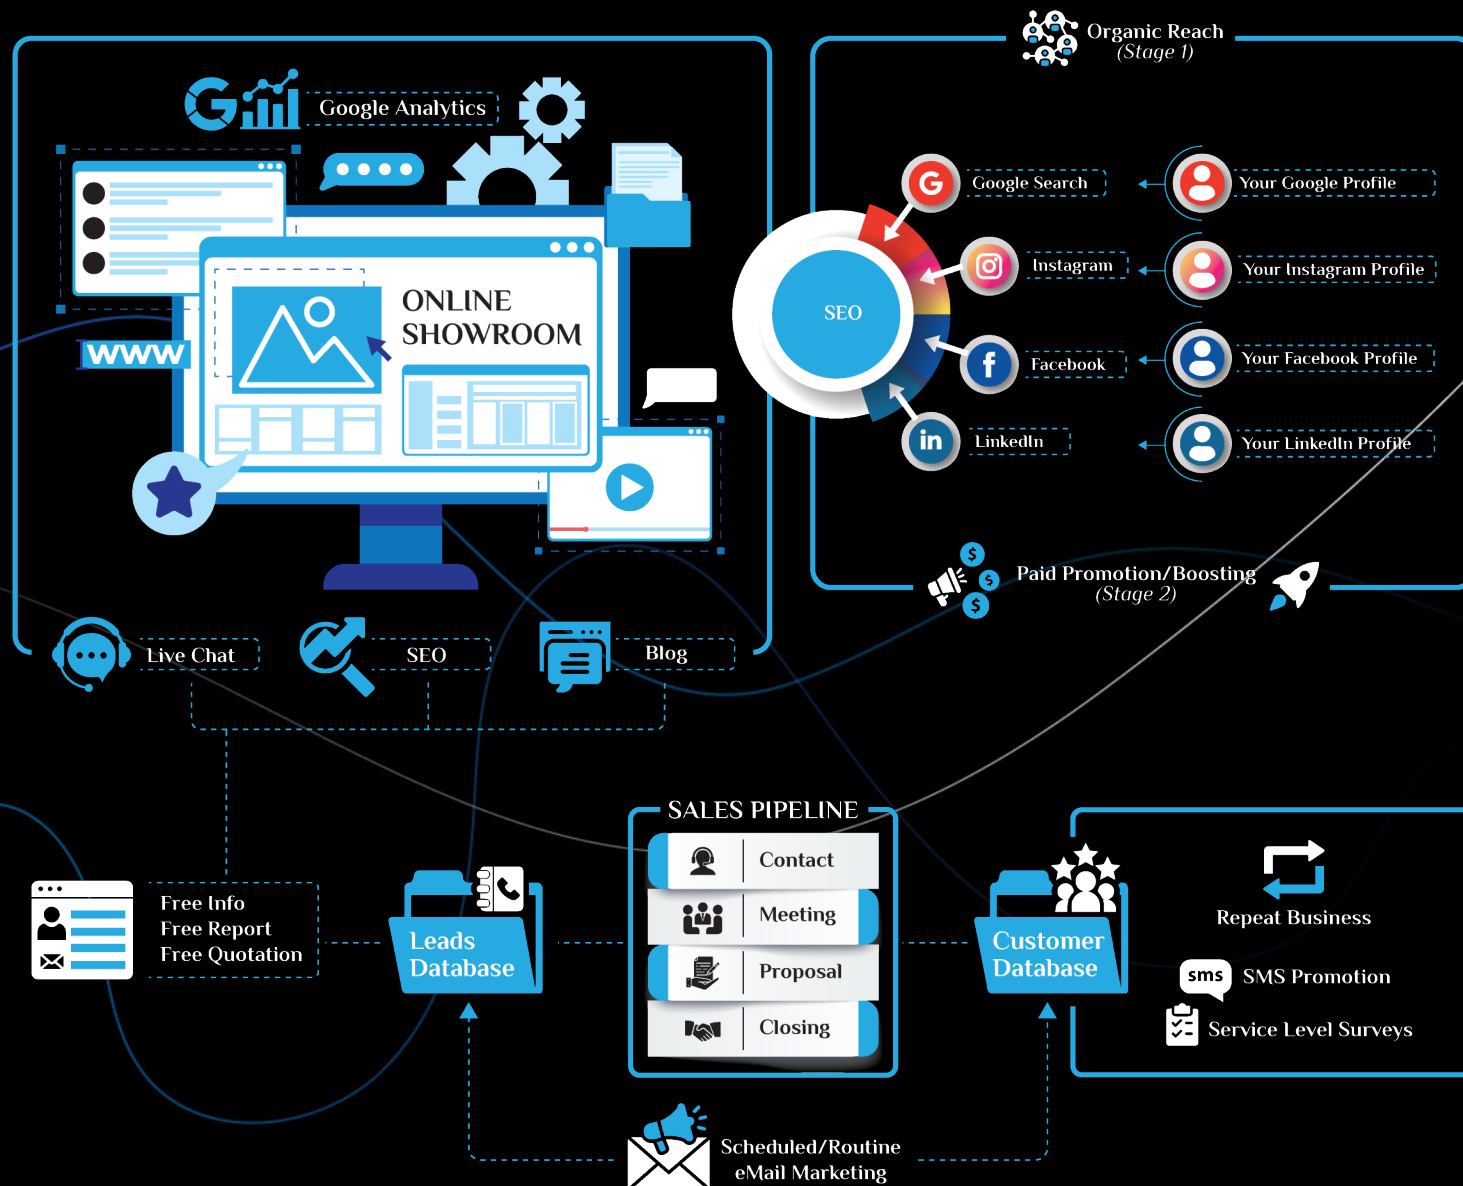 Organic Reach
(Stage 1)
Google Analytics
Google Search
Your Google Profile
Instagram
Your Instagram Profile
ONLINE
SHOWROOM
SEO
WWW
Facebook
Your Facebook Profile
in
LinkedIn
Your LinkedIn Profile
Paid Promotion/Boosting
(Stage 2)
Live Chat
SEO
Blog
SALES PIPELINE
Contact
Meeting
Proposal
Closing
Free Info
Free Report
Free Quotation
Leads
Database
Customer
Database
Repeat Business
sms
SMS Promotion
Service Level Surveys
Scheduled/Routine
eMail Marketing